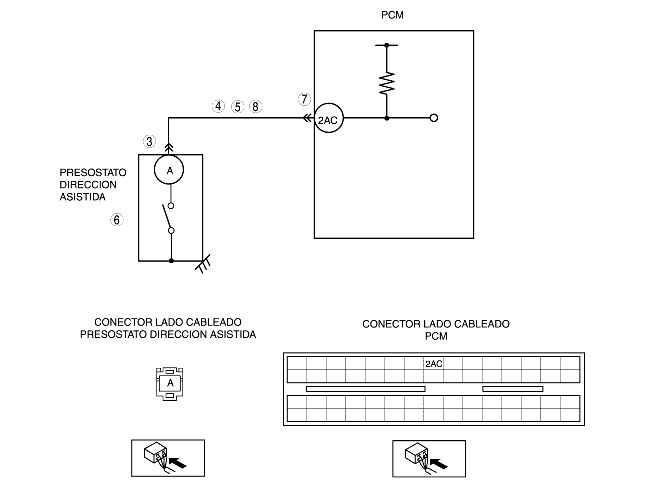 PCM
4 5 8
7
2AC
3
A
PRESOSTATO
DIRECCION
ASISTIDA
6
CONECTOR LADO CABLEADO
PRESOSTATO DIRECCION ASISTIDA
A
CONECTOR LADO CABLEADO
PCM
2AC